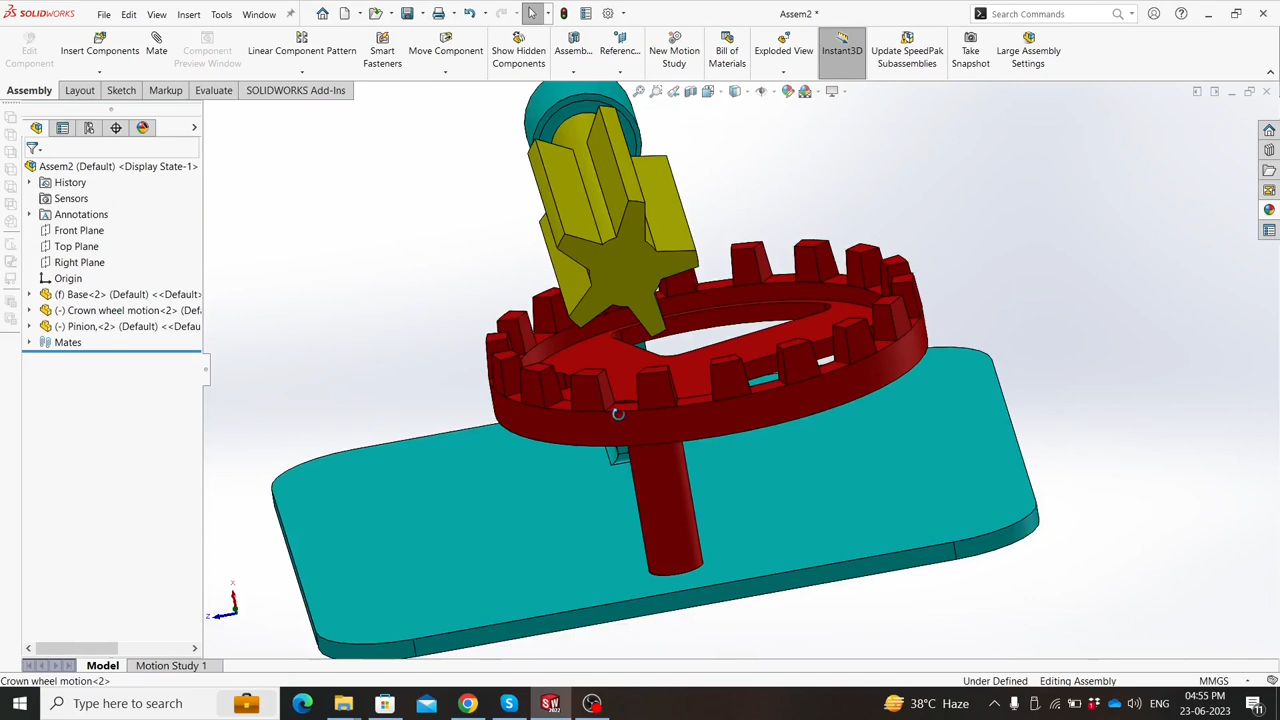 SOLIDWORKS File Edit View Insert Tools Window Assem2 * Search Commands
Edit Component Insert Components Mate Component Preview Window Linear Component Pattern Smart Fasteners Move Component Show Hidden Components Assemb... Referenc... New Motion Study Bill of Materials Exploded View Instant3D Update SpeedPak Subassemblies Take Snapshot Large Assembly Settings
Assembly Layout Sketch Markup Evaluate SOLIDWORKS Add-Ins
Assem2 (Default) <Display State-1>
History
Sensors
Annotations
Front Plane
Top Plane
Right Plane
Origin
(f) Base<2> (Default) <<Default
(-) Crown wheel motion<2> (Def
(-) Pinion,<2> (Default) <<Defau
Mates
X
Z
Model Motion Study 1
Crown wheel motion<2> Under Defined Editing Assembly MMGS
Type here to search 38°C Haze 04:55 PM
23-06-2023